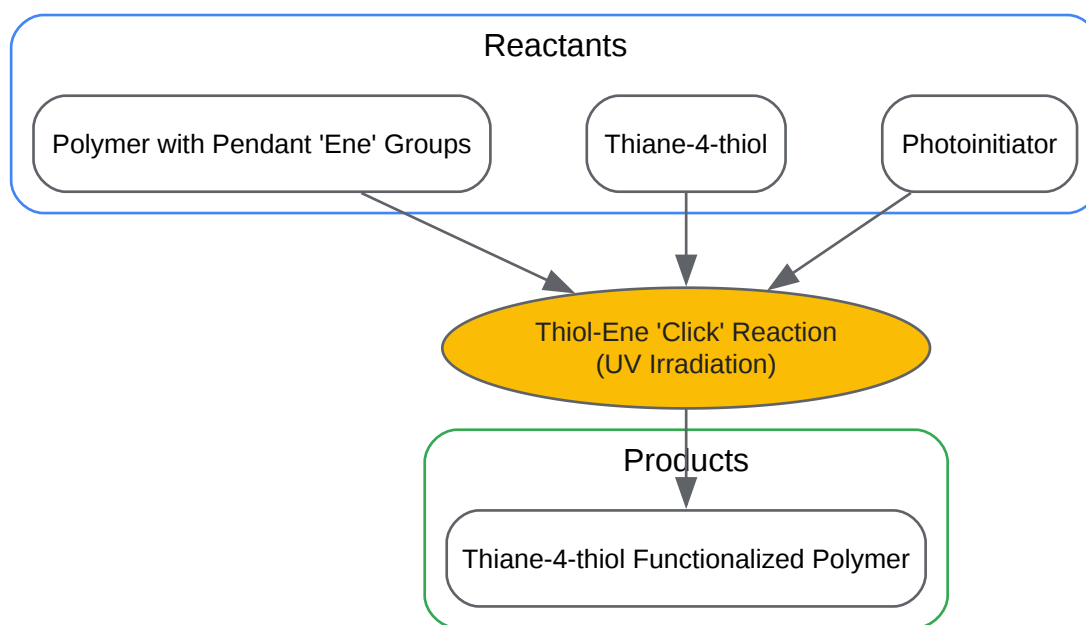 Reactants
Polymer with Pendant 'Ene' Groups
Thiane-4-thiol
Photoinitiator
Thiol-Ene 'Click' Reaction
(UV Irradiation)
Products
Thiane-4-thiol Functionalized Polymer